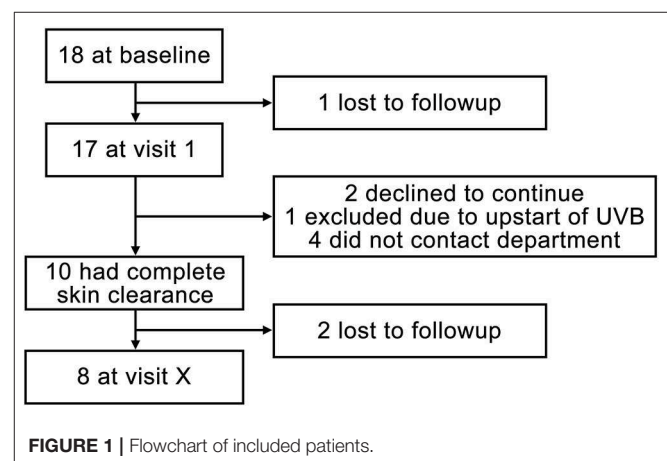 18 at baseline
1 lost to followup
17 at visit 1
2 declined to continue
1 excluded due to upstart of UVB
4 did not contact department
10 had complete
skin clearance
2 lost to followup
8 at visit X
FIGURE 1 | Flowchart of included patients.